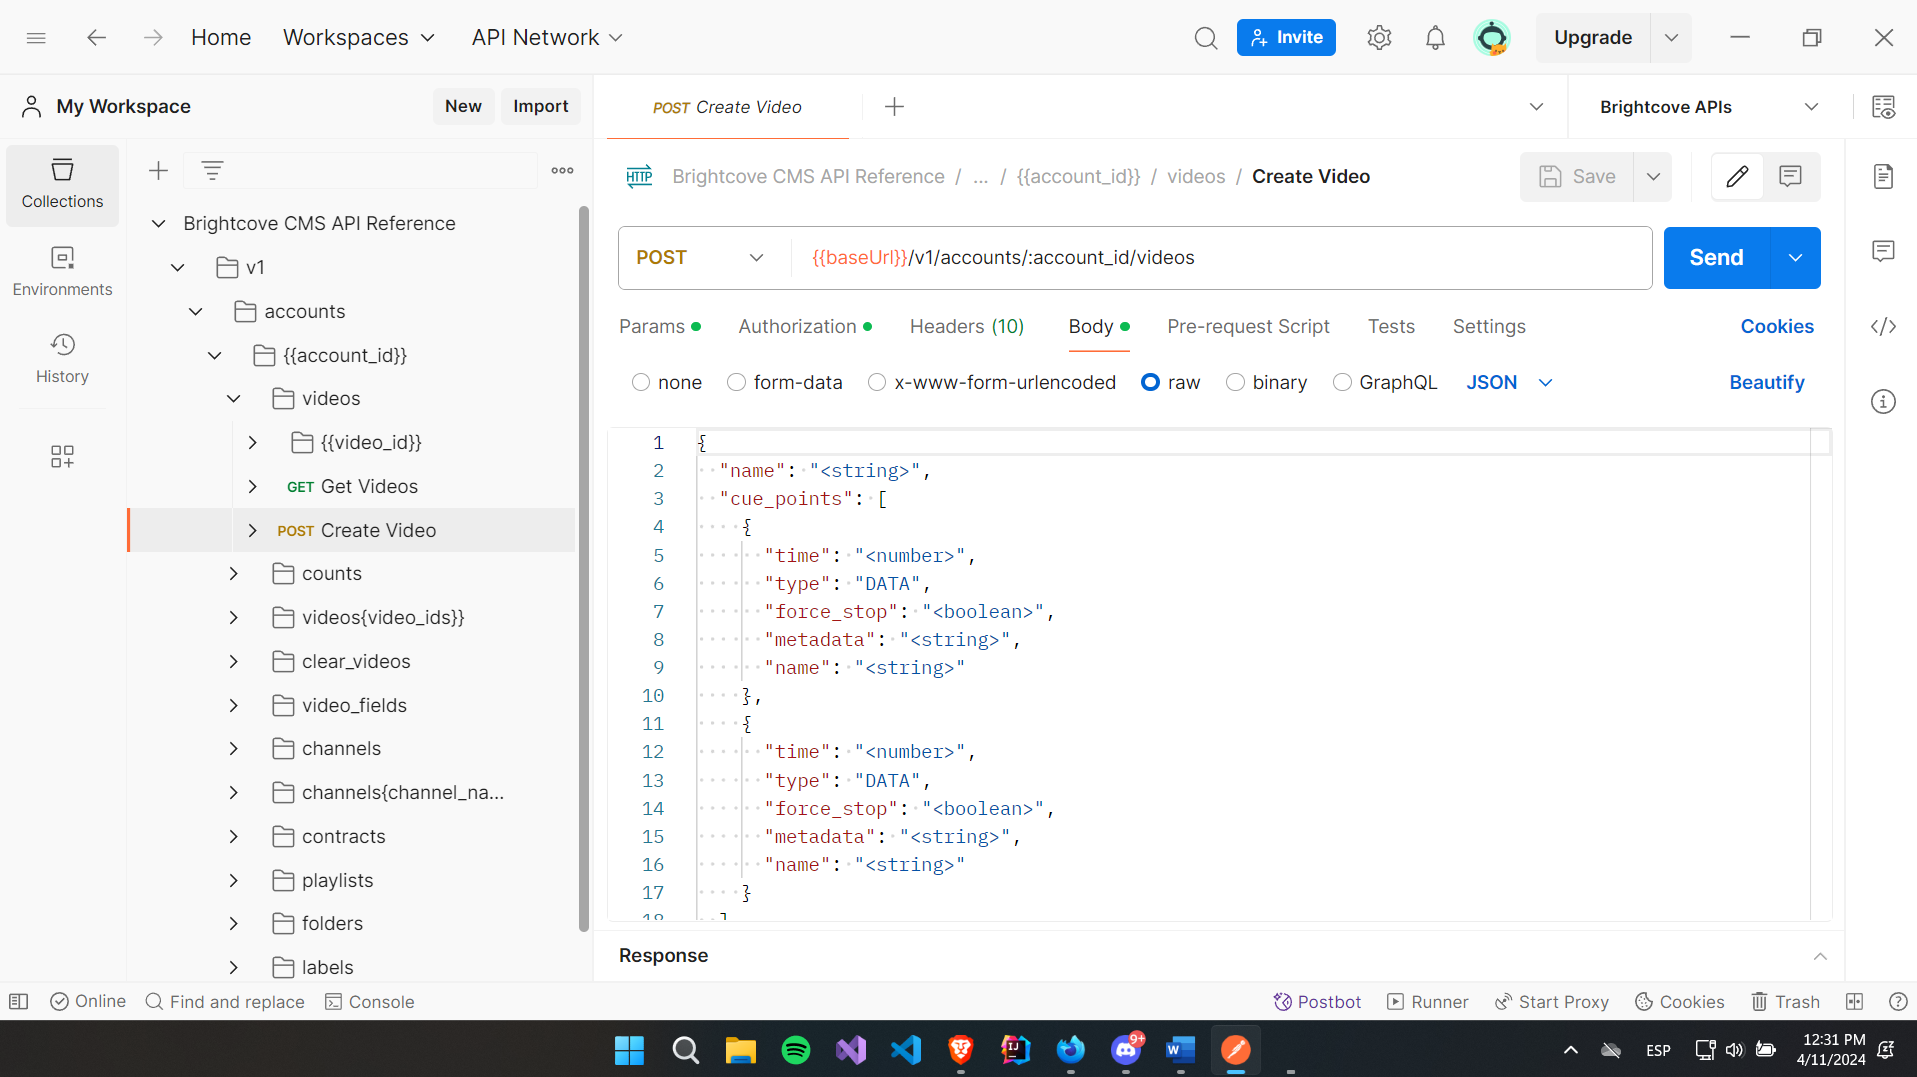 Home
Workspaces
API Network
Invite
Upgrade
My Workspace
New
Import
POST Create Video
Brightcove APIs
Collections
Environments
History
Brightcove CMS API Reference
v1
accounts
{{account_id}}
videos
{{video_id}}
GET Get Videos
POST Create Video
counts
videos{video_ids}}
clear_videos
video_fields
channels
channels{channel_na...
contracts
playlists
folders
labels
HTTP
Brightcove CMS API Reference / ... / {{account_id}} / videos / Create Video
Save
POST
{{baseUrl}}/v1/accounts/:account_id/videos
Send
Params
Authorization
Headers (10)
Body
Pre-request Script
Tests
Settings
Cookies
none
form-data
x-www-form-urlencoded
raw
binary
GraphQL
JSON
Beautify
1 {
2 "name": "<string>",
3 "cue_points": [
4 {
5 "time": "<number>",
6 "type": "DATA",
7 "force_stop": "<boolean>",
8 "metadata": "<string>",
9 "name": "<string>"
10 },
11 {
12 "time": "<number>",
13 "type": "DATA",
14 "force_stop": "<boolean>",
15 "metadata": "<string>",
16 "name": "<string>"
17 }
18 ]
Response
Online
Find and replace
Console
Postbot
Runner
Start Proxy
Cookies
Trash
IJ
9+
W
ESP
12:31 PM
4/11/2024